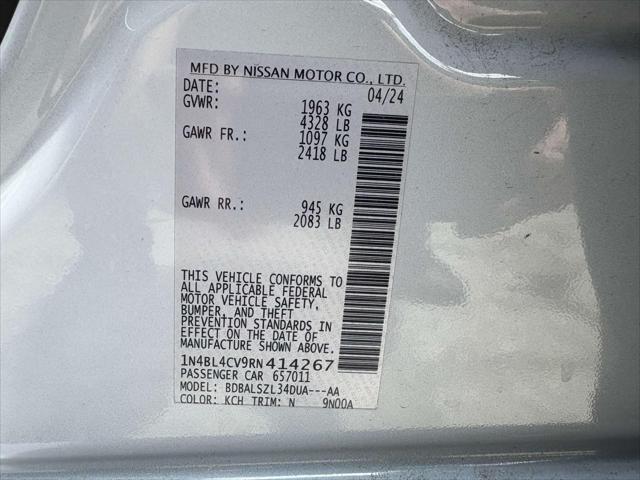 MFD BY NISSAN MOTOR CO., LTD.
DATE: 04/24
GVWR: 1963 KG
4328 LB
GAWR FR.: 1097 KG
2418 LB
GAWR RR.: 945 KG
2083 LB
THIS VEHICLE CONFORMS TO
ALL APPLICABLE FEDERAL
MOTOR VEHICLE SAFETY,
BUMPER, AND THEFT
PREVENTION STANDARDS IN
EFFECT ON THE DATE OF
MANUFACTURE SHOWN ABOVE.
1N4BL4CV9RN414267
PASSENGER CAR 657011
MODEL: BDBALSZL34DUA---AA
COLOR: KCH TRIM: N 9N00A